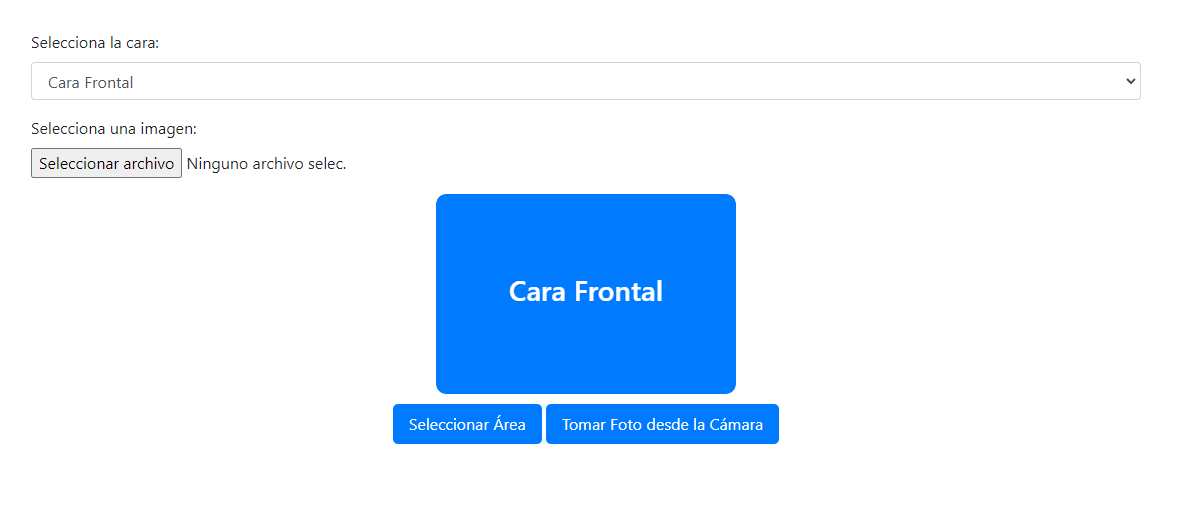 Selecciona la cara:
Cara Frontal
Selecciona una imagen:
Seleccionar archivo Ninguno archivo selec.
Cara Frontal
Seleccionar Área Tomar Foto desde la Cámara